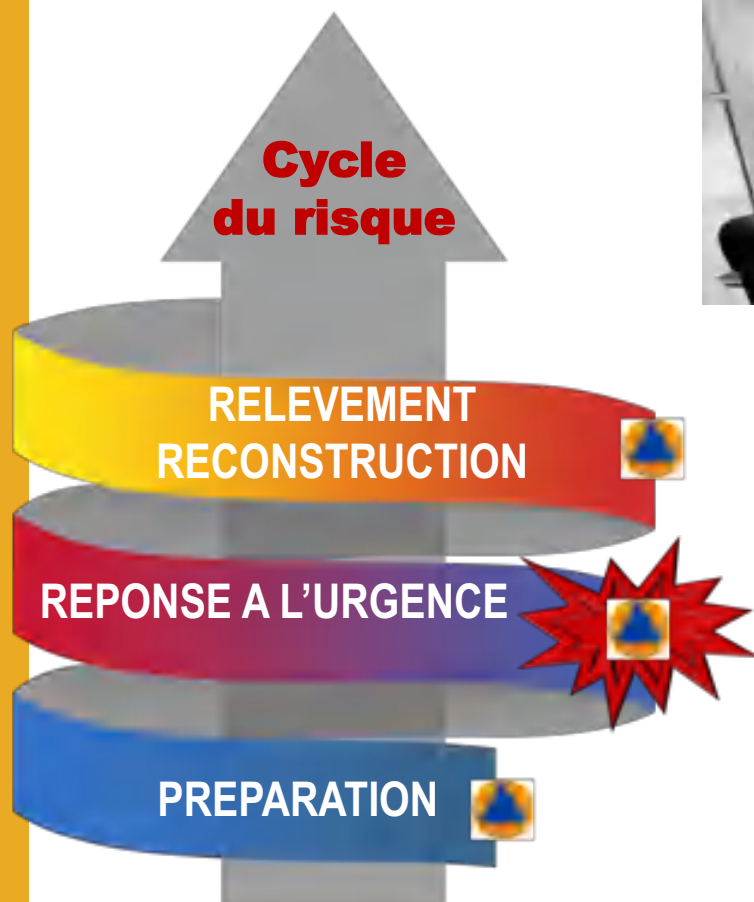 Cycle
du risque
RELEVEMENT
RECONSTRUCTION
REPONSE A L’URGENCE
PREPARATION